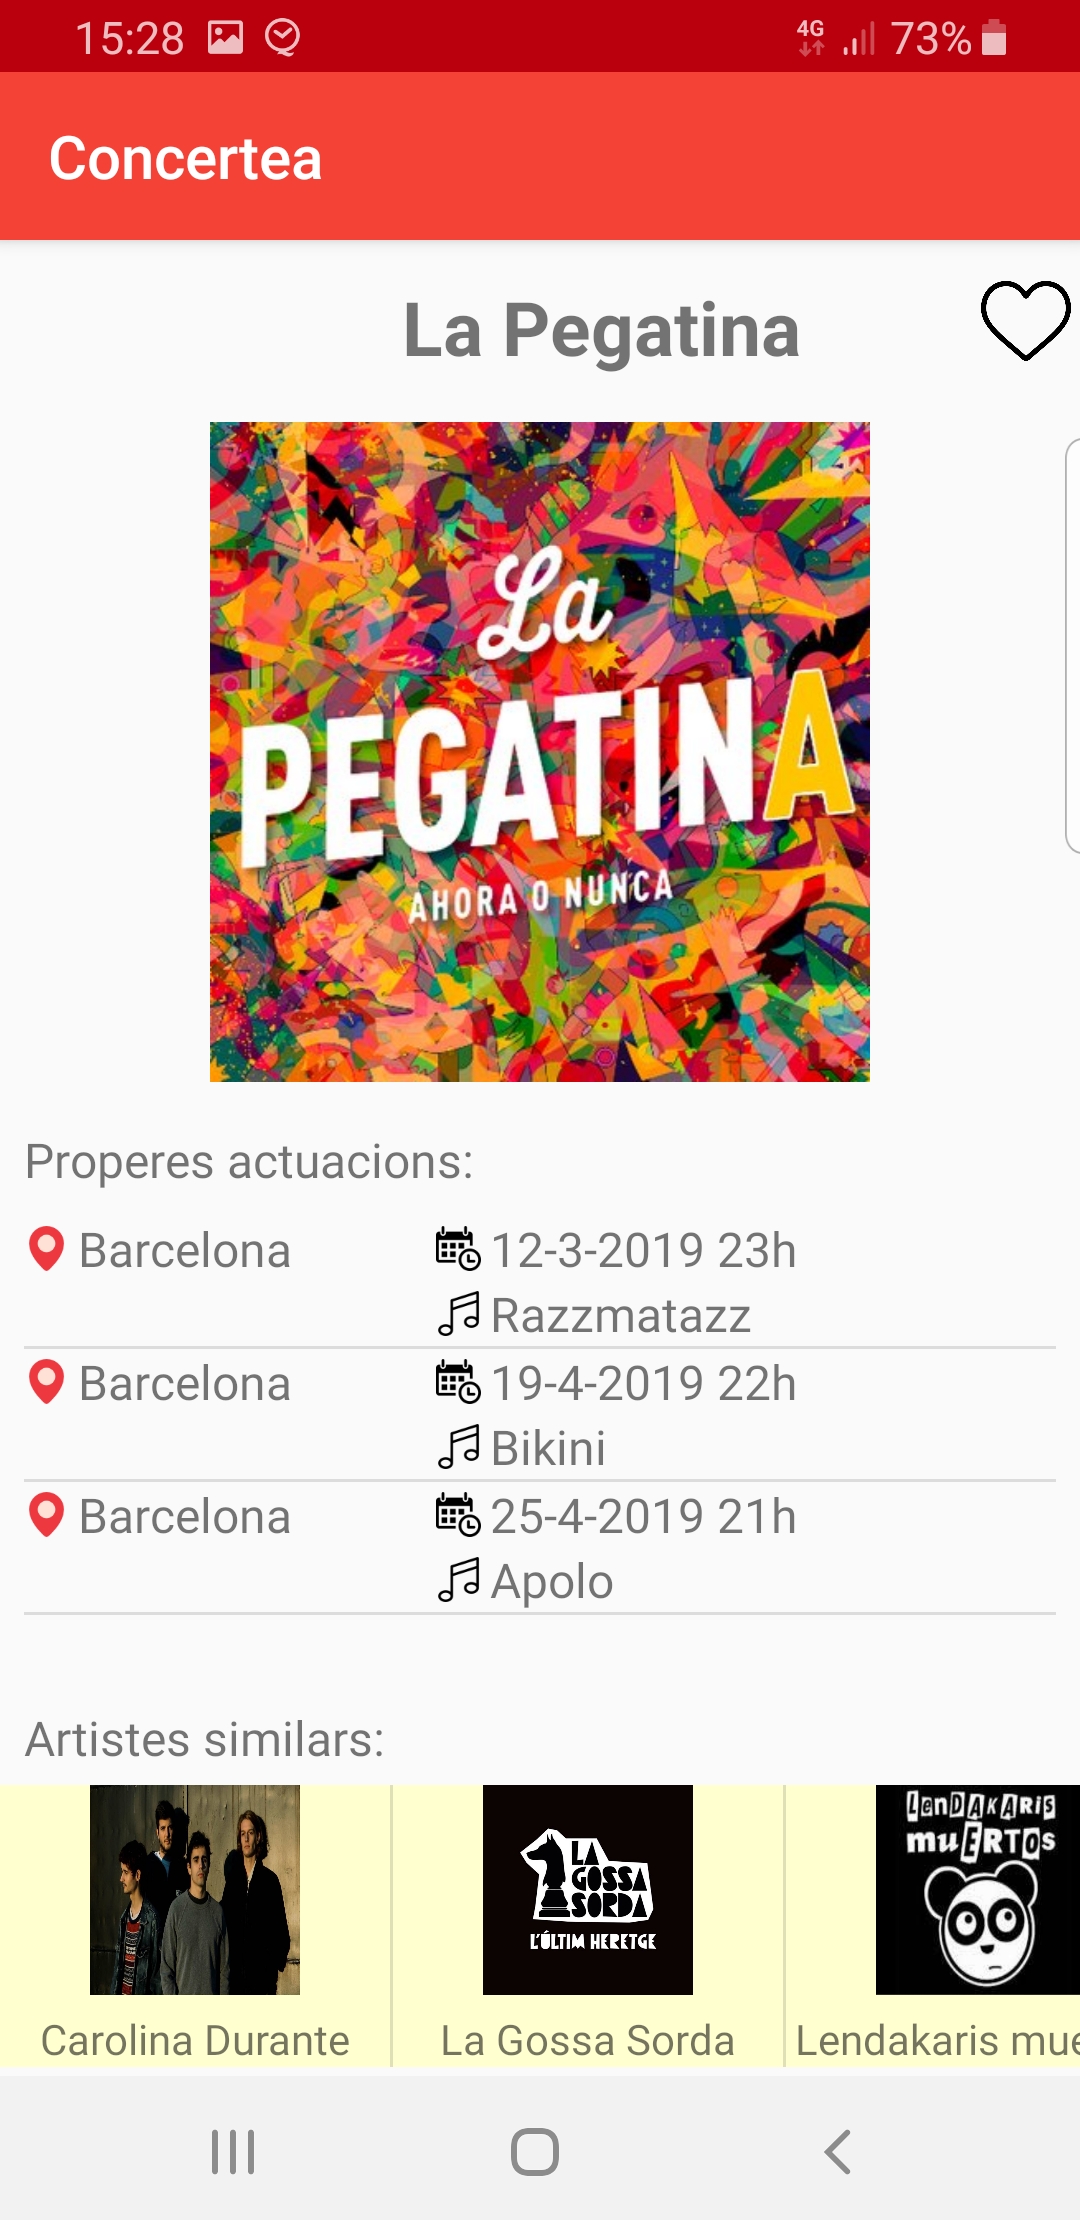 15:28 4G 73%
Concertea
La Pegatina
La
PEGATINA
AHORA O NUNCA
Properes actuacions:
Barcelona 12-3-2019 23h
Razzmatazz
Barcelona 19-4-2019 22h
Bikini
Barcelona 25-4-2019 21h
Apolo
Artistes similars:
LA
GOSSA
SORDA
L'ÚLTIM HERETGE
LENDAKARIS
MUERTOS
Carolina Durante La Gossa Sorda Lendakaris mue